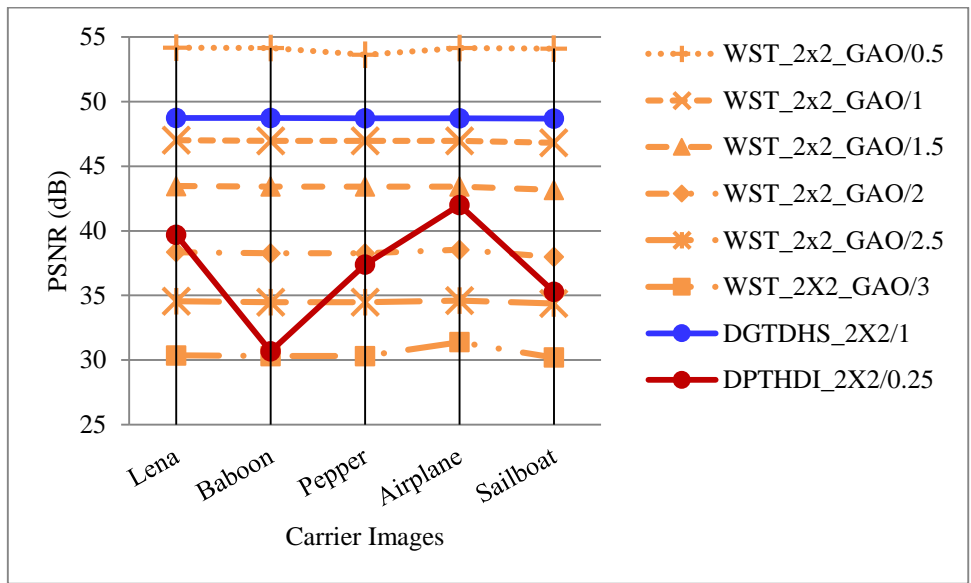 55
50
45
40
35
30
25
PSNR (dB)
Lena
Baboon
Pepper
Airplane
Sailboat
Carrier Images
WST_2x2_GAO/0.5
WST_2x2_GAO/1
WST_2x2_GAO/1.5
WST_2x2_GAO/2
WST_2x2_GAO/2.5
WST_2X2_GAO/3
DGTDHS_2X2/1
DPTHDI_2X2/0.25